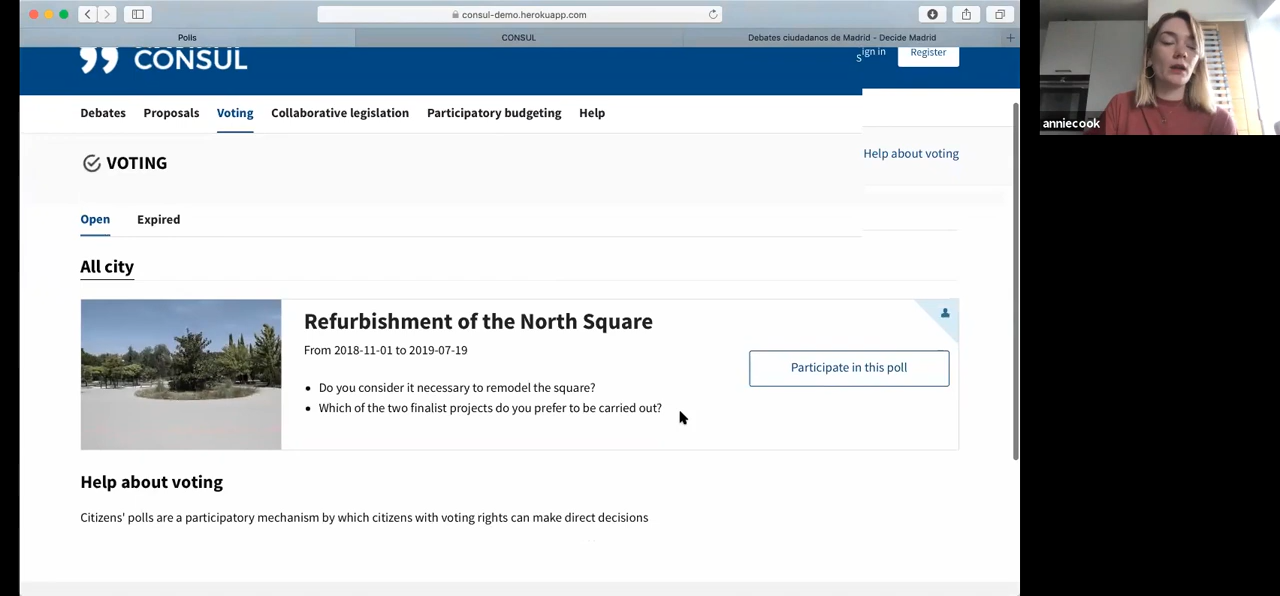 consul-demo.herokuapp.com
Polls
CONSUL
Debates ciudadanos de Madrid - Decide Madrid
CONSUL
Sign in
Register
Debates
Proposals
Voting
Collaborative legislation
Participatory budgeting
Help
VOTING
Help about voting
Open
Expired
All city
Refurbishment of the North Square
From 2018-11-01 to 2019-07-19
Participate in this poll
• Do you consider it necessary to remodel the square?
• Which of the two finalist projects do you prefer to be carried out?
Help about voting
Citizens' polls are a participatory mechanism by which citizens with voting rights can make direct decisions
anniecook